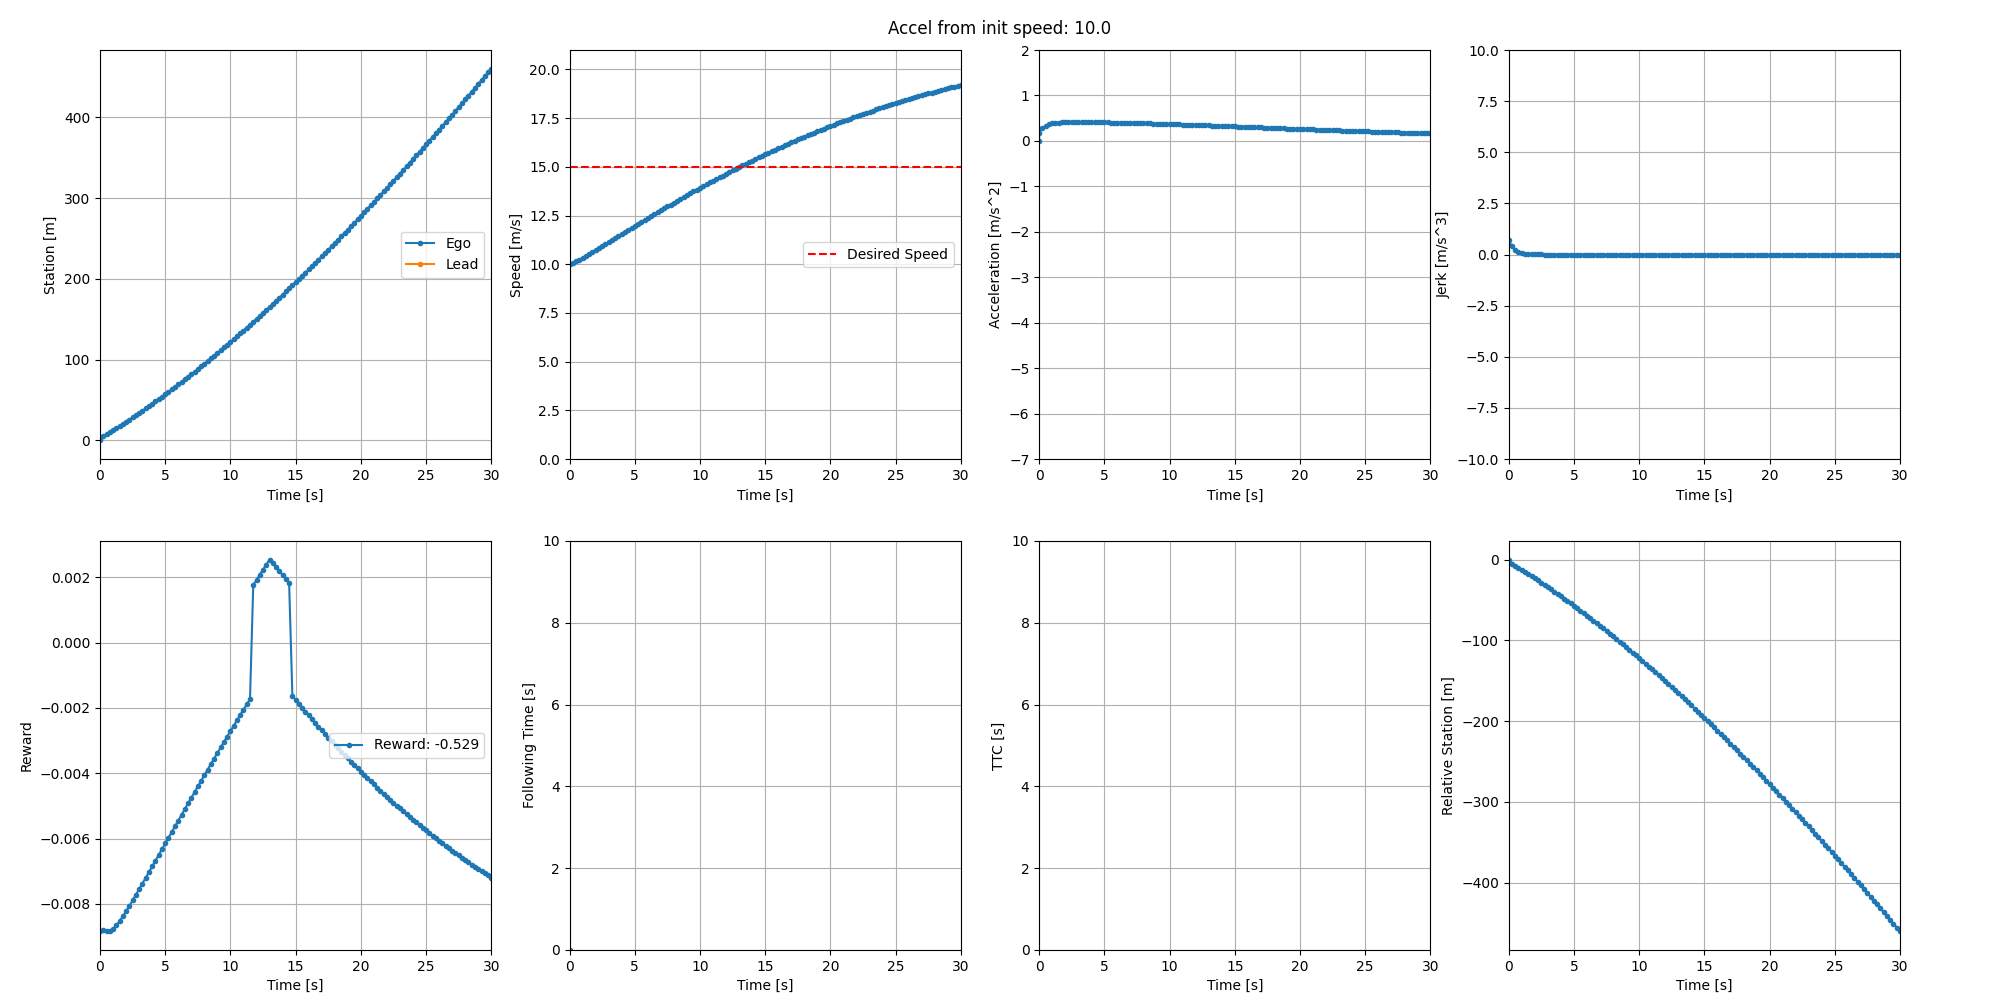 Accel from init speed: 10.0
Station [m]
400
300
200
100
0
0 5 10 15 20 25 30
Time [s]
Ego
Lead
Speed [m/s]
20.0
17.5
15.0
12.5
10.0
7.5
5.0
2.5
0.0
0 5 10 15 20 25 30
Time [s]
Desired Speed
Acceleration [m/s^2]
2
1
0
−1
−2
−3
−4
−5
−6
−7
0 5 10 15 20 25 30
Time [s]
Jerk [m/s^3]
10.0
7.5
5.0
2.5
0.0
−2.5
−5.0
−7.5
−10.0
0 5 10 15 20 25 30
Time [s]
Reward
0.002
0.000
−0.002
−0.004
−0.006
−0.008
0 5 10 15 20 25 30
Time [s]
Reward: -0.529
Following Time [s]
10
8
6
4
2
0
0 5 10 15 20 25 30
Time [s]
TTC [s]
10
8
6
4
2
0
0 5 10 15 20 25 30
Time [s]
Relative Station [m]
0
−100
−200
−300
−400
0 5 10 15 20 25 30
Time [s]